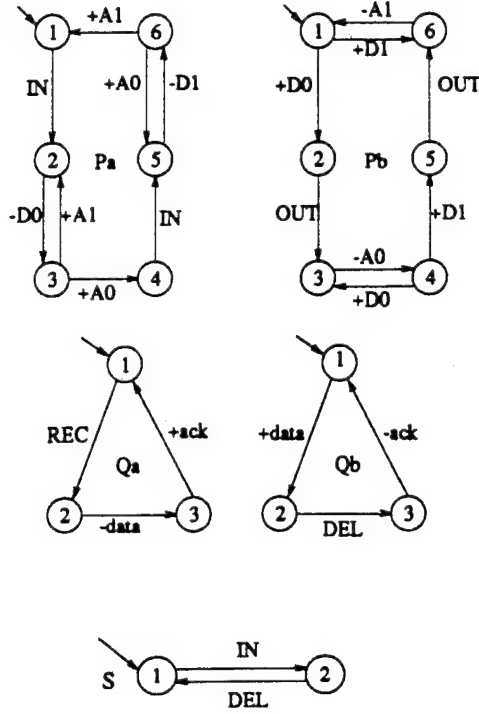 +A1 -A1
1 6 1 6
+D1
IN +A0 -D1 +D0 OUT
2 Pa 5 2 Pb 5
-D0 +A1 IN OUT +D1
-A0
3 4 3 4
+A0 +D0
1 1
REC +ack +data -ack
Qa Qb
2 3 2 3
-data DEL
IN
S 1 2
DEL